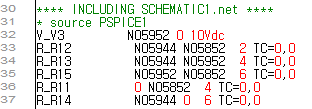 30 **** INCLUDING SCHEMATIC1.net ****
31 * source PSPICE1
32 V_V3 N05952 0 10Vdc
33 R_R12 N05944 N05852 2 TC=0,0
34 R_R13 N05952 N05944 4 TC=0,0
35 R_R15 N05952 N05852 6 TC=0,0
36 R_R11 0 N05852 4 TC=0,0
37 R_R14 N05944 0 6 TC=0,0